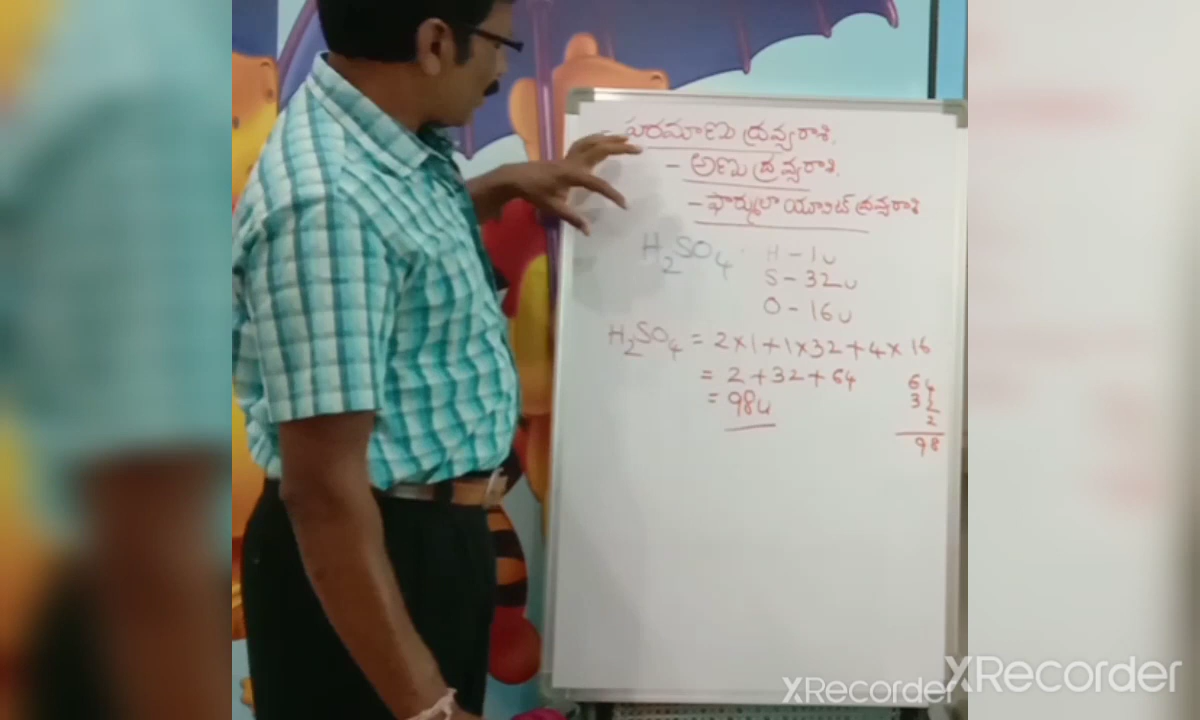 - పరమాణు ద్రవ్యరాశి.
- అణు ద్రవ్యరాశి.
- ఫార్ములా యూనిట్ ద్రవ్యరాశి
H₂SO₄ H - 1u
S - 32u
O - 16u
H₂SO₄ = 2×1+1×32+4×16
= 2+32+64
= 98u
64
32
2
98
XRecorder
XRecorder